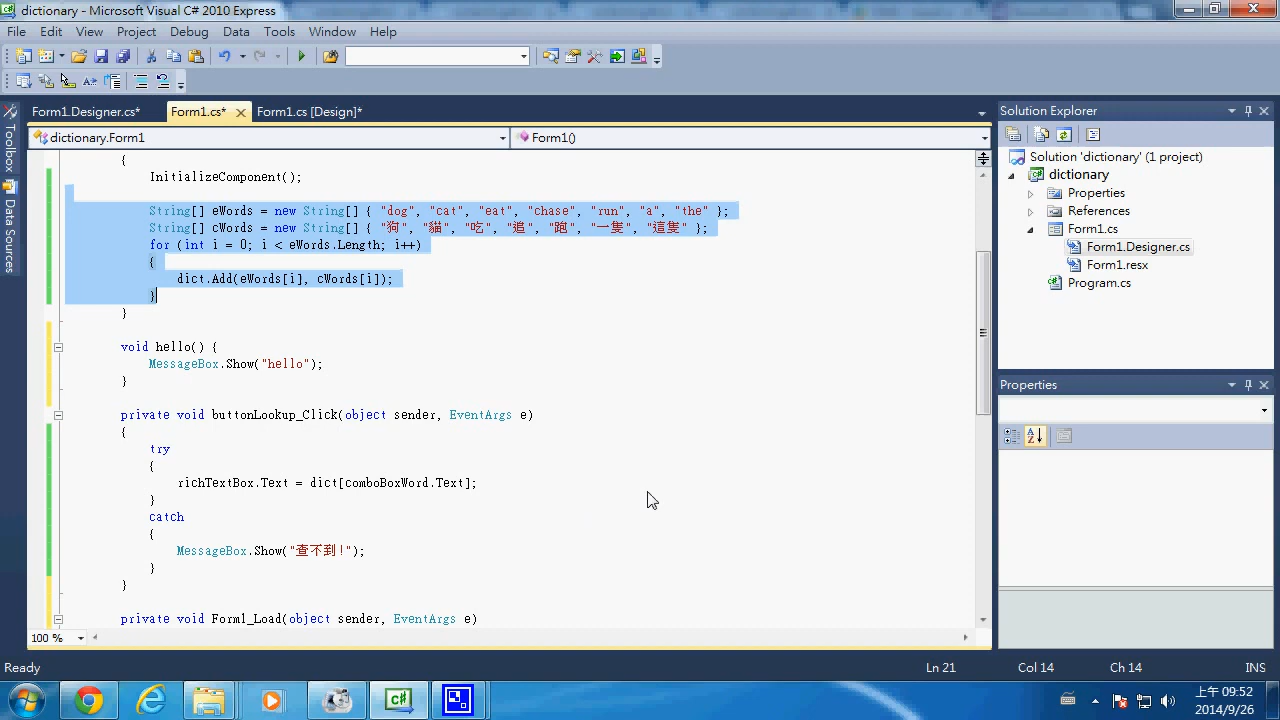 dictionary - Microsoft Visual C# 2010 Express
File Edit View Project Debug Data Tools Window Help
Form1.Designer.cs* Form1.cs* Form1.cs [Design]*
dictionary.Form1 Form1()
Toolbox
Data Sources
{
InitializeComponent();
String[] eWords = new String[] { "dog", "cat", "eat", "chase", "run", "a", "the" };
String[] cWords = new String[] { "狗", "貓", "吃", "追", "跑", "一隻", "這隻" };
for (int i = 0; i < eWords.Length; i++)
{
dict.Add(eWords[i], cWords[i]);
}
}
void hello() {
MessageBox.Show("hello");
}
private void buttonLookup_Click(object sender, EventArgs e)
{
try
{
richTextBox.Text = dict[comboBoxWord.Text];
}
catch
{
MessageBox.Show("查不到!");
}
}
private void Form1_Load(object sender, EventArgs e)
100 %
Solution Explorer
Solution 'dictionary' (1 project)
dictionary
Properties
References
Form1.cs
Form1.Designer.cs
Form1.resx
Program.cs
Properties
Ready Ln 21 Col 14 Ch 14 INS
上午 09:52
2014/9/26